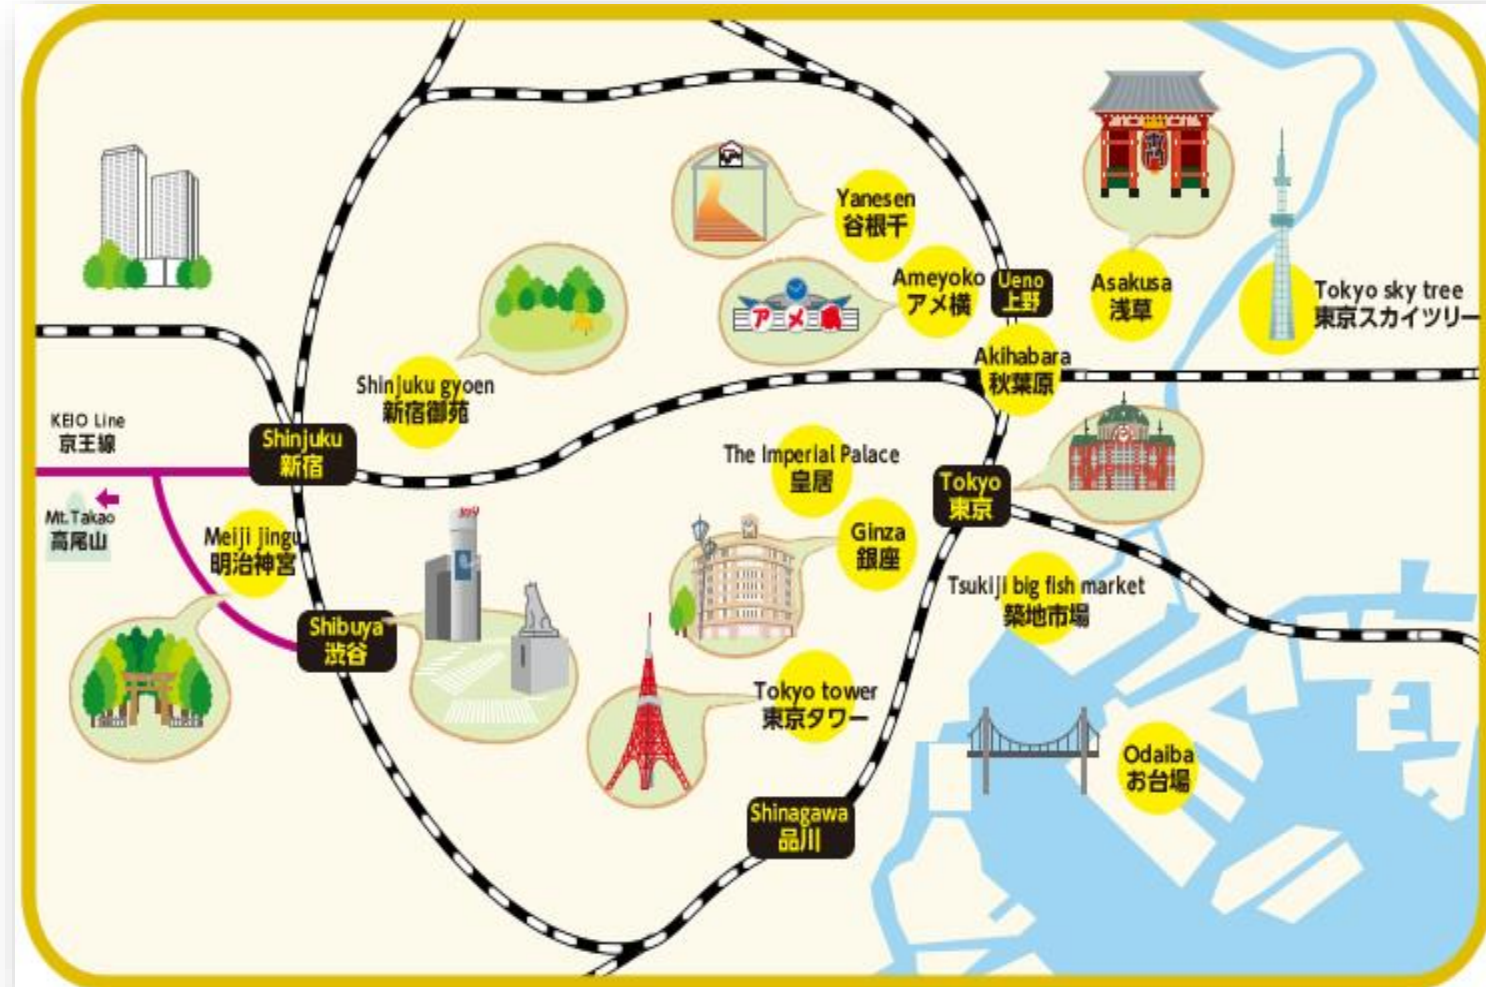 Yanesen
谷根千
Ameyoko
アメ横
Ueno
上野
Asakusa
浅草
Tokyo sky tree
東京スカイツリー
アメ横
Akihabara
秋葉原
Shinjuku gyoen
新宿御苑
KEIO Line
京王線
Shinjuku
新宿
The Imperial Palace
皇居
Tokyo
東京
Mt.Takao
高尾山
Meiji jingu
明治神宮
109
Ginza
銀座
Tsukiji big fish market
築地市場
Shibuya
渋谷
Tokyo tower
東京タワー
Odaiba
お台場
Shinagawa
品川